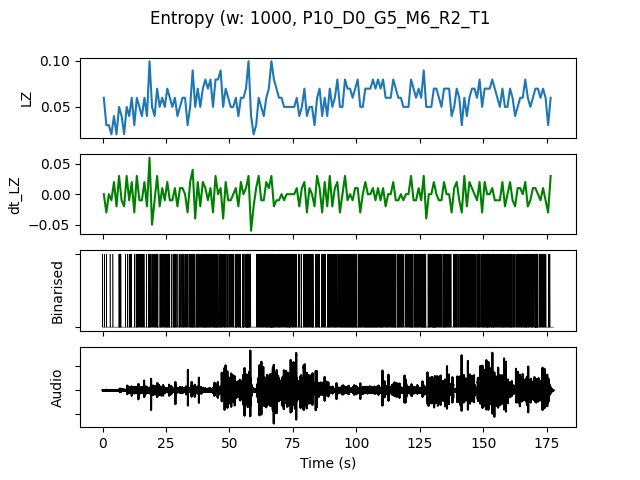 Entropy (w: 1000, P10_D0_G5_M6_R2_T1
0.10
0.05
LZ
0.05
0.00
−0.05
dt_LZ
Binarised
Audio
0 25 50 75 100 125 150 175
Time (s)